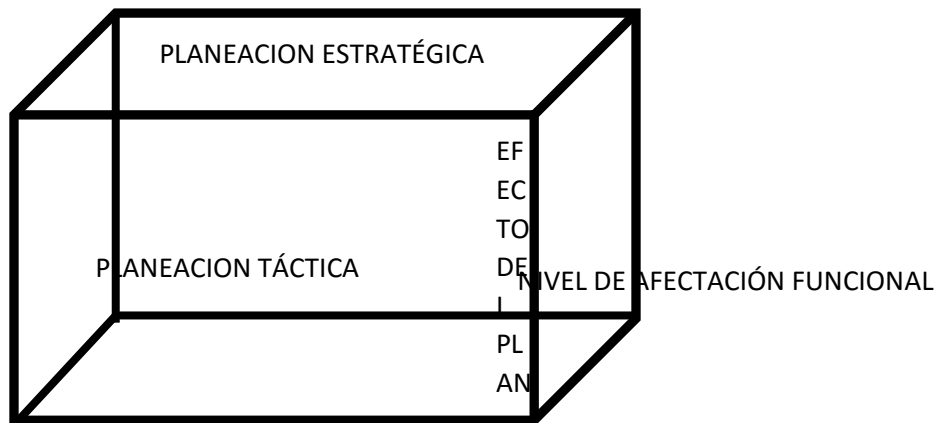 PLANEACION ESTRATÉGICA
EF
EC
TO
DE
L
PL
AN
PLANEACION TÁCTICA
NIVEL DE AFECTACIÓN FUNCIONAL